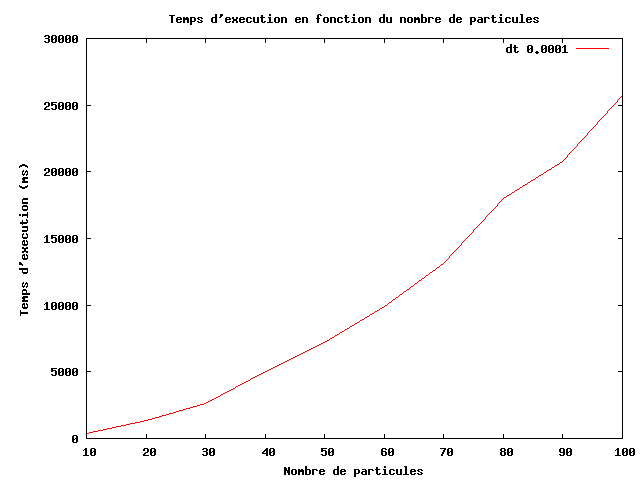 Temps d'execution en fonction du nombre de particules
30000
dt 0.0001
25000
20000
15000
10000
5000
0
Temps d'execution (ms)
10 20 30 40 50 60 70 80 90 100
Nombre de particules